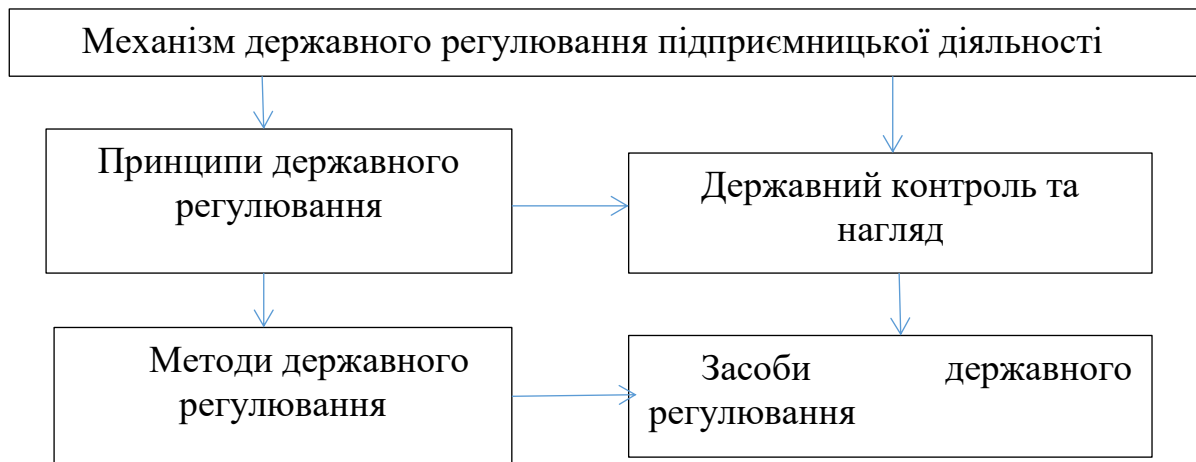 Механізм державного регулювання підприємницької діяльності
Принципи державного
регулювання
Державний контроль та
нагляд
Методи державного
регулювання
Засоби державного
регулювання